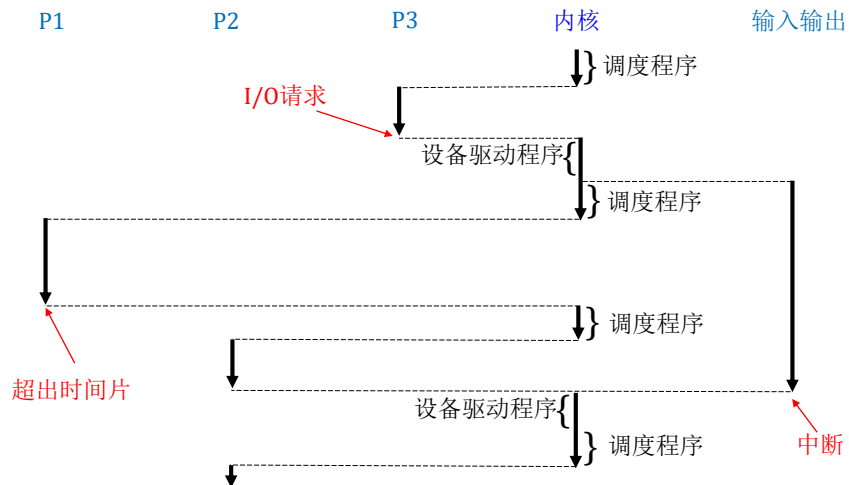 P1 P2 P3 内核 输入输出
调度程序
I/O请求
设备驱动程序
调度程序
调度程序
超出时间片
设备驱动程序
调度程序
中断